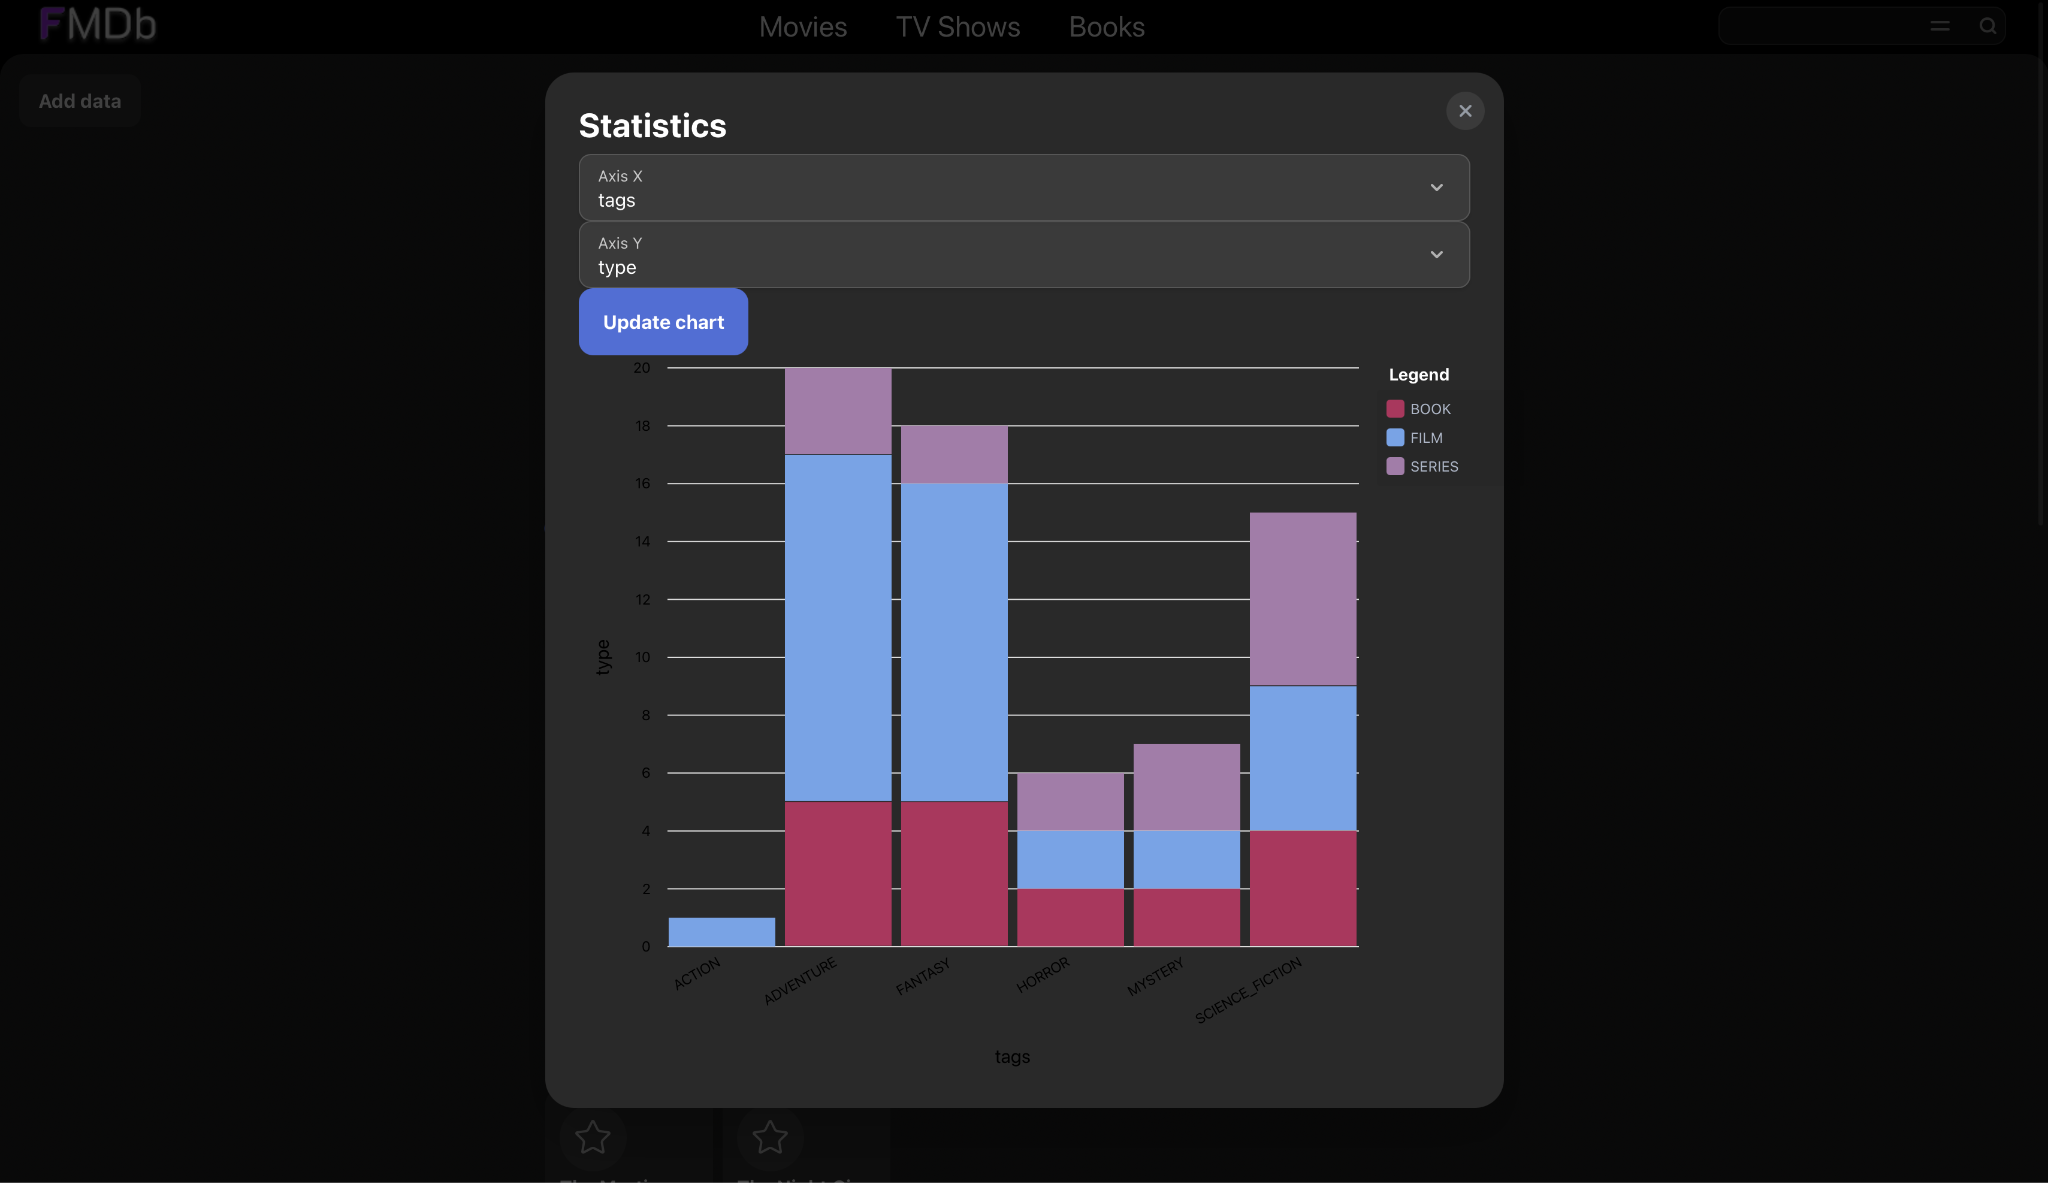 FMDb
Movies TV Shows Books
Add data
Statistics
Axis X
tags
Axis Y
type
Update chart
Legend
BOOK
FILM
SERIES
20
18
16
14
12
10
8
6
4
2
0
type
ACTION ADVENTURE FANTASY HORROR MYSTERY SCIENCE_FICTION
tags